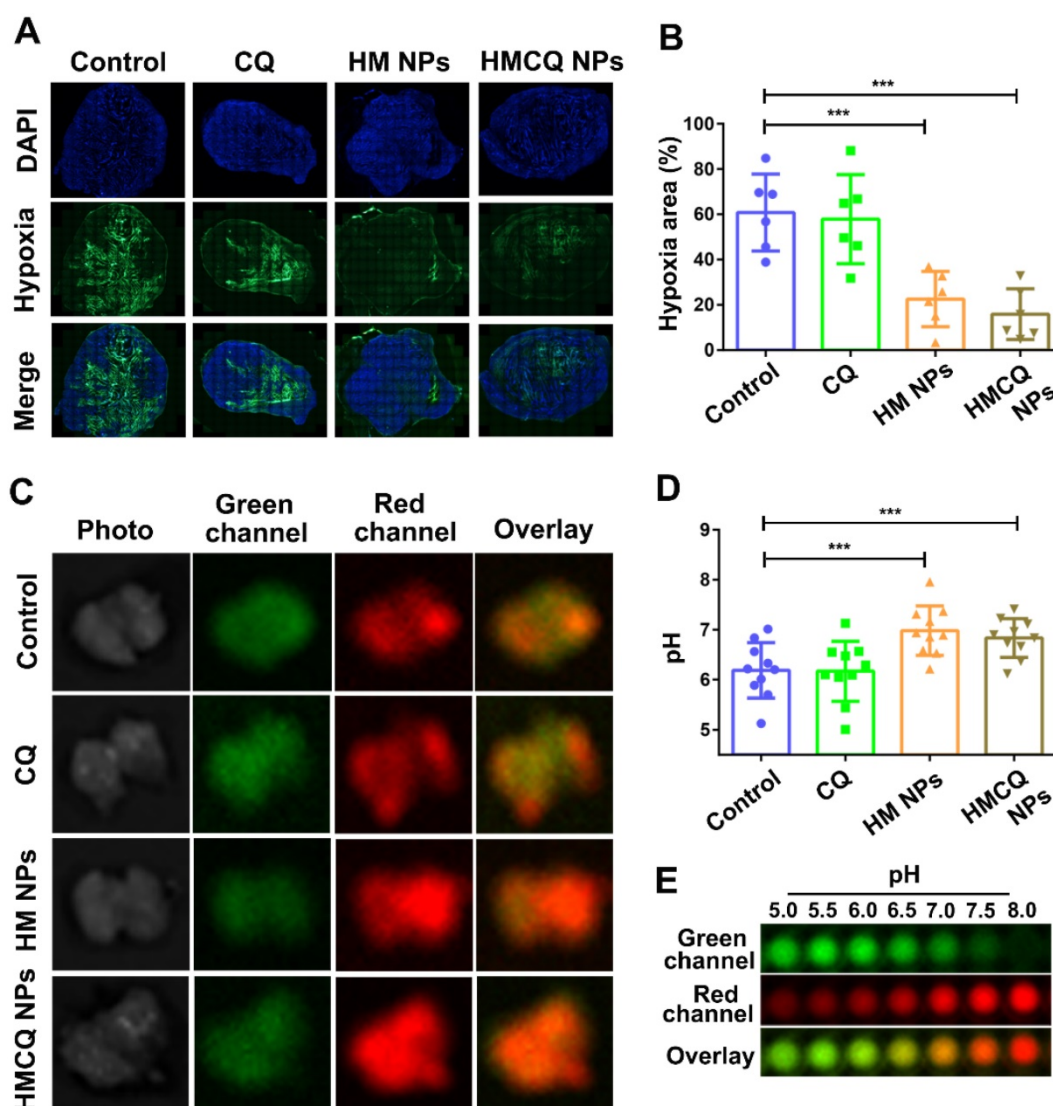 A
Control CQ HM NPs HMCQ NPs
DAPI
Hypoxia
Merge
B
***
***
Hypoxia area (%)
100
80
60
40
20
0
Control CQ HM NPs HMCQ NPs
C
Photo Green channel Red channel Overlay
Control
CQ
HM NPs
HMCQ NPs
D
***
***
pH
9
8
7
6
5
Control CQ HM NPs HMCQ NPs
E
pH
5.0 5.5 6.0 6.5 7.0 7.5 8.0
Green
channel
Red
channel
Overlay